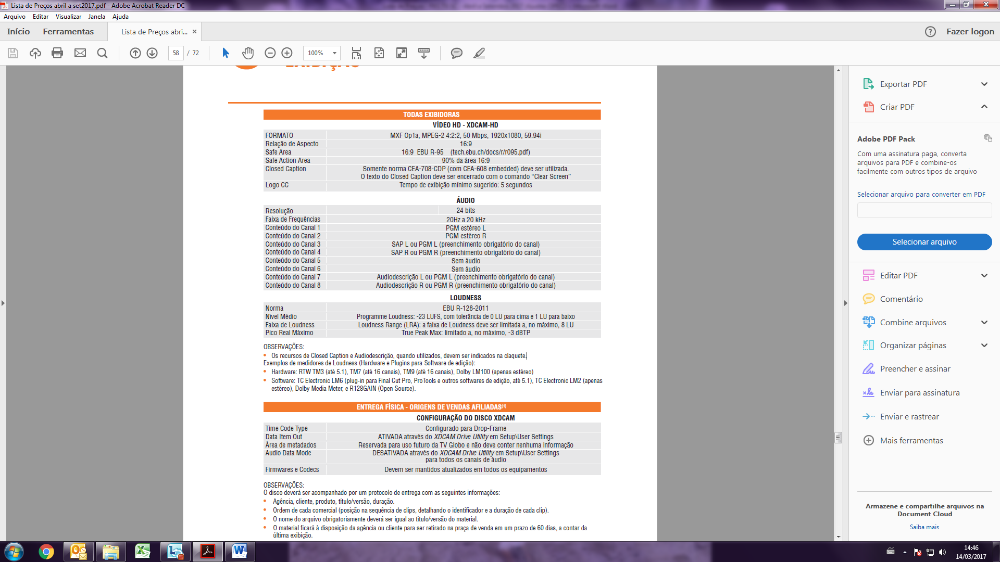 Lista de Preços abril a set2017.pdf - Adobe Acrobat Reader DC
Arquivo Editar Visualizar Janela Ajuda
Início Ferramentas Lista de Preços abri... × Fazer logon
58 / 72 100%
EXIBIÇÃO
TODAS EXIBIDORAS
VÍDEO HD - XDCAM-HD
FORMATO MXF Op1a, MPEG-2 4:2:2, 50 Mbps, 1920x1080, 59.94i
Relação de Aspecto 16:9
Safe Area 16:9 EBU R-95 (tech.ebu.ch/docs/r/r095.pdf)
Safe Action Area 90% da área 16:9
Closed Caption Somente norma CEA-708-CDP (com CEA-608 embedded) deve ser utilizada.
O texto do Closed Caption deve ser encerrado com o comando “Clear Screen”
Logo CC Tempo de exibição mínimo sugerido: 5 segundos
ÁUDIO
Resolução 24 bits
Faixa de Frequências 20Hz a 20 kHz
Conteúdo do Canal 1 PGM estéreo L
Conteúdo do Canal 2 PGM estéreo R
Conteúdo do Canal 3 SAP L ou PGM L (preenchimento obrigatório do canal)
Conteúdo do Canal 4 SAP R ou PGM R (preenchimento obrigatório do canal)
Conteúdo do Canal 5 Sem áudio
Conteúdo do Canal 6 Sem áudio
Conteúdo do Canal 7 Audiodescrição L ou PGM L (preenchimento obrigatório do canal)
Conteúdo do Canal 8 Audiodescrição R ou PGM R (preenchimento obrigatório do canal)
LOUDNESS
Norma EBU R-128-2011
Nível Médio Programme Loudness: -23 LUFS, com tolerância de 0 LU para cima e 1 LU para baixo
Faixa de Loudness Loudness Range (LRA): a faixa de Loudness deve ser limitada a, no máximo, 8 LU
Pico Real Máximo True Peak Max: limitado a, no máximo, -3 dBTP
OBSERVAÇÕES:
• Os recursos de Closed Caption e Audiodescrição, quando utilizados, devem ser indicados na claquete.
Exemplos de medidores de Loudness (Hardware e Plugins para Software de edição):
• Hardware: RTW TM3 (até 5.1), TM7 (até 16 canais), TM9 (até 16 canais), Dolby LM100 (apenas estéreo)
• Software: TC Electronic LM6 (plug-in para Final Cut Pro, ProTools e outros softwares de edição, até 5.1), TC Electronic LM2 (apenas
estéreo), Dolby Media Meter, e R128GAIN (Open Source).
ENTREGA FÍSICA - ORIGENS DE VENDAS AFILIADAS(1)
CONFIGURAÇÃO DO DISCO XDCAM
Time Code Type Configurado para Drop-Frame
Data Item Out ATIVADA através do XDCAM Drive Utility em Setup\User Settings
Área de metadados Reservada para uso futuro da TV Globo e não deve conter nenhuma informação
Audio Data Mode DESATIVADA através do XDCAM Drive Utility em Setup\User Settings
para todos os canais de áudio
Firmwares e Codecs Devem ser mantidos atualizados em todos os equipamentos
OBSERVAÇÕES:
O disco deverá ser acompanhado por um protocolo de entrega com as seguintes informações:
• Agência, cliente, produto, título/versão, duração.
• Ordem de cada comercial (posição na sequência de clips, detalhando o identificador e a duração de cada clip).
• O nome do arquivo obrigatoriamente deverá ser igual ao título/versão do material.
• O material ficará à disposição da agência ou cliente para ser retirado na praça de venda em um prazo de 60 dias, a contar da
última exibição.
Exportar PDF
Criar PDF
Adobe PDF Pack
Com uma assinatura paga, converta
arquivos para PDF e combine-os
facilmente com outros tipos de arquivo
Selecionar arquivo para converter em PDF
Selecionar arquivo
Editar PDF
Comentário
Combine arquivos
Organizar páginas
Preencher e assinar
Enviar para assinatura
Enviar e rastrear
Mais ferramentas
Armazene e compartilhe arquivos na
Document Cloud
Saiba mais
14:46
14/03/2017